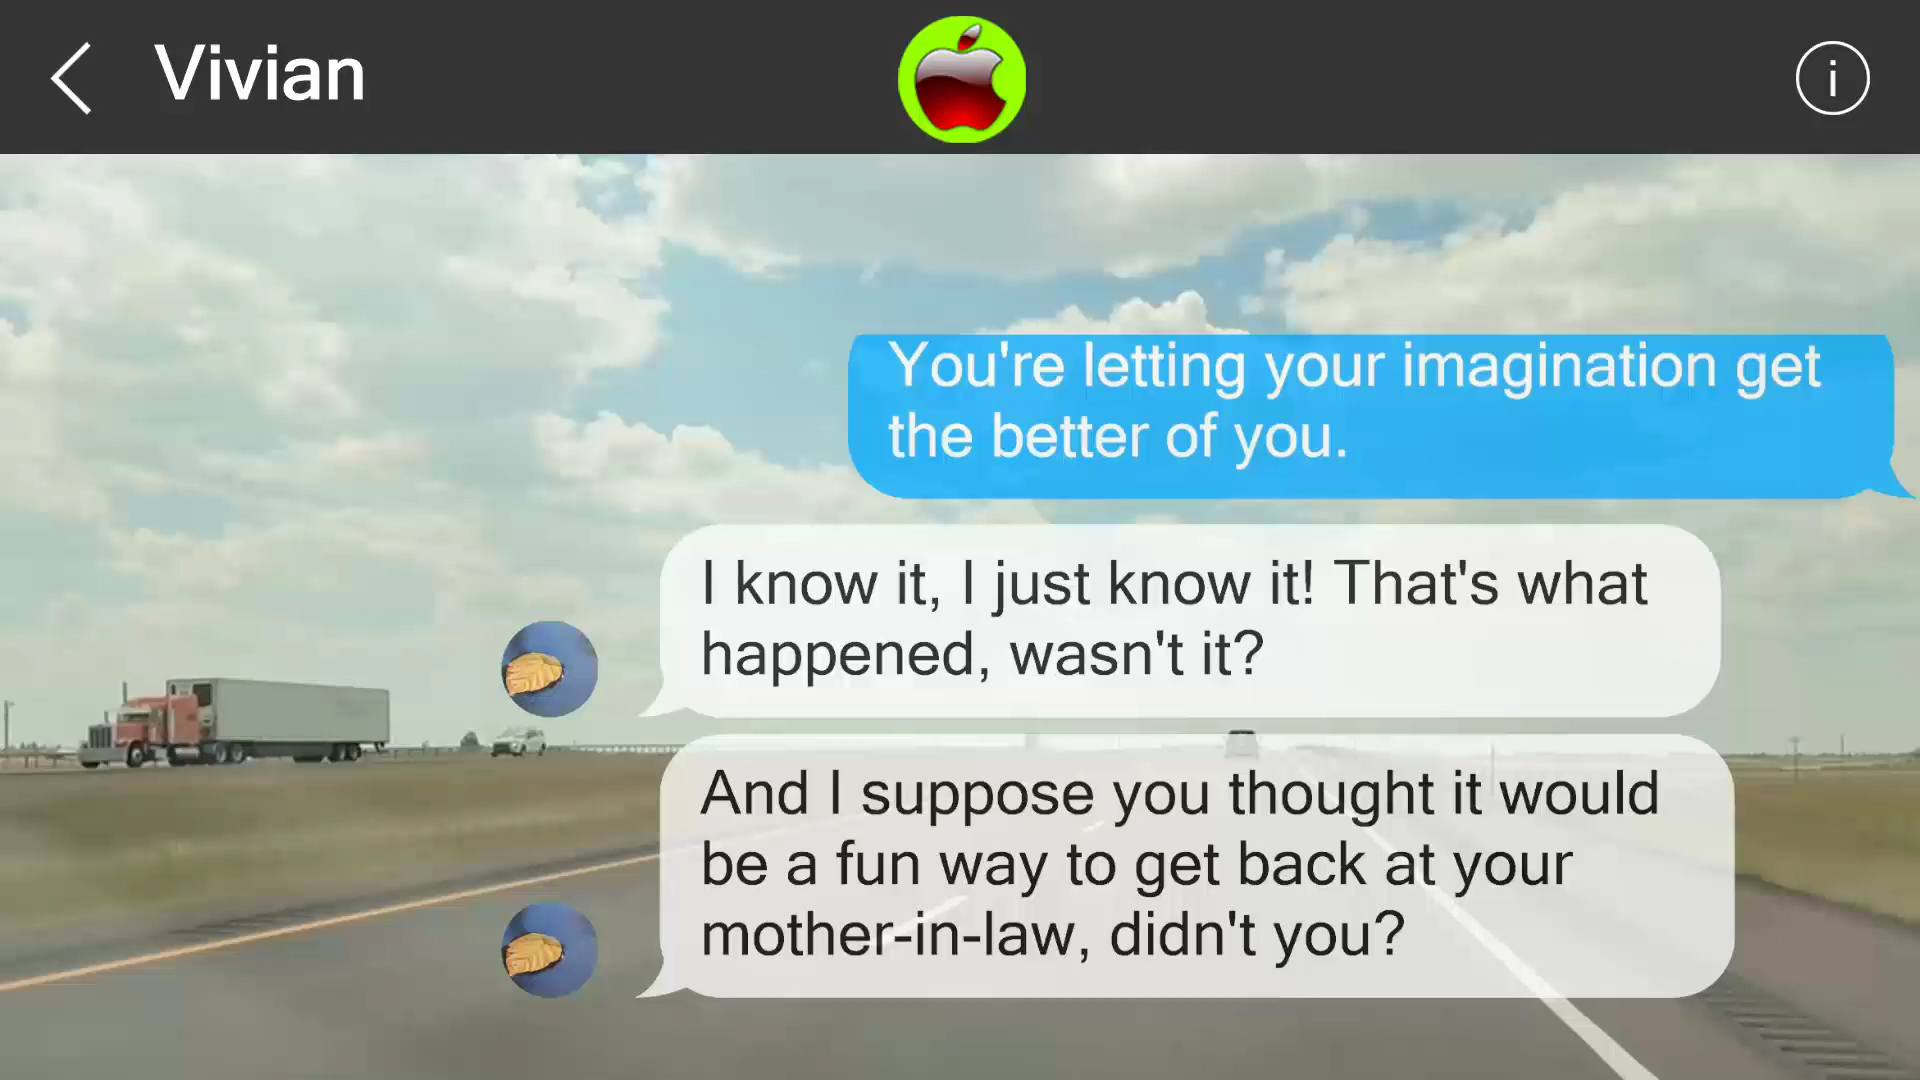 Vivian
i
You're letting your imagination get
the better of you.
I know it, I just know it! That's what
happened, wasn't it?
And I suppose you thought it would
be a fun way to get back at your
mother-in-law, didn't you?